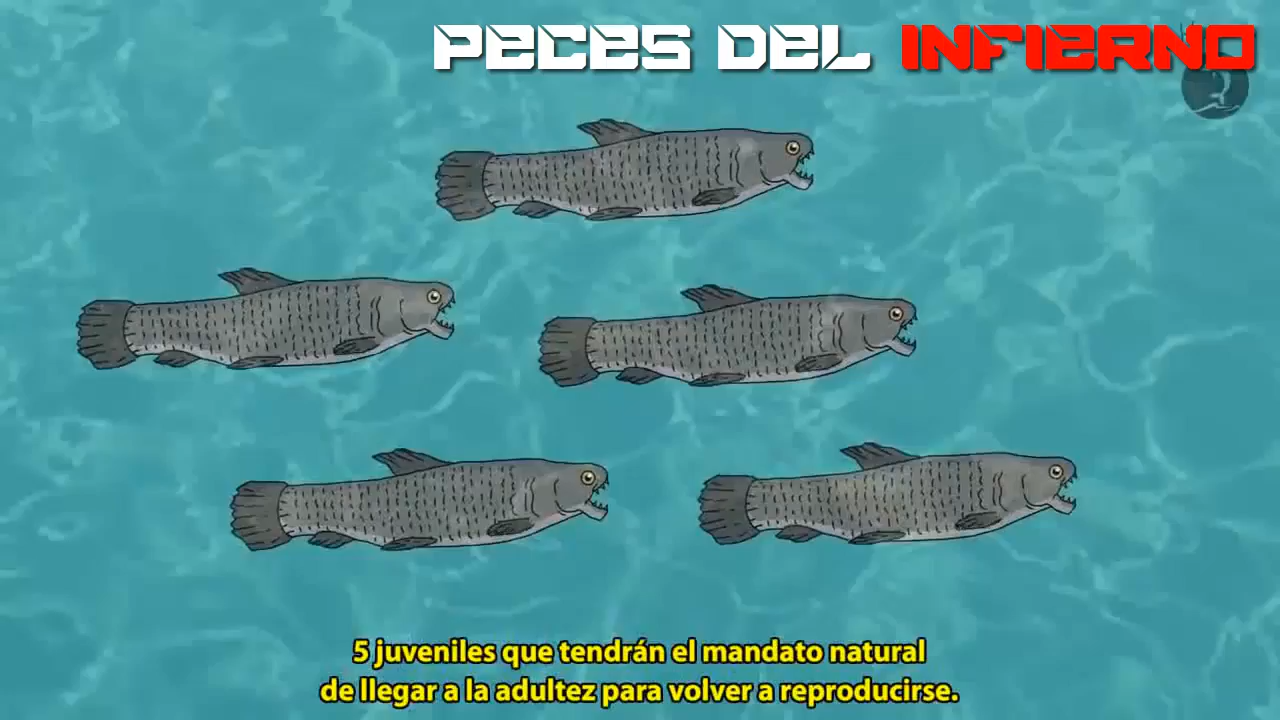 PECES DEL INFIERNO
5 juveniles que tendrán el mandato natural
de llegar a la adultez para volver a reproducirse.